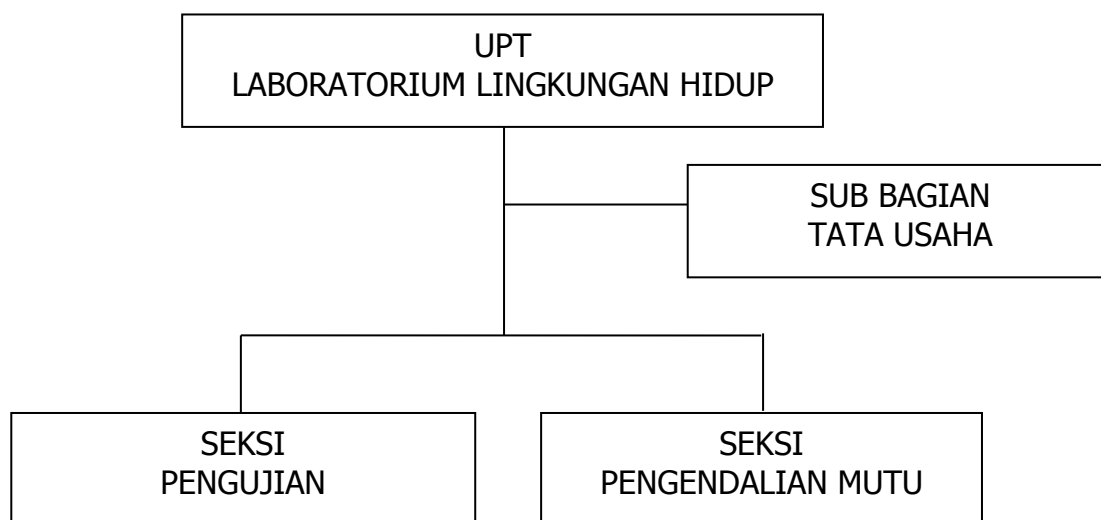 UPT
LABORATORIUM LINGKUNGAN HIDUP
SUB BAGIAN
TATA USAHA
SEKSI
PENGUJIAN
SEKSI
PENGENDALIAN MUTU